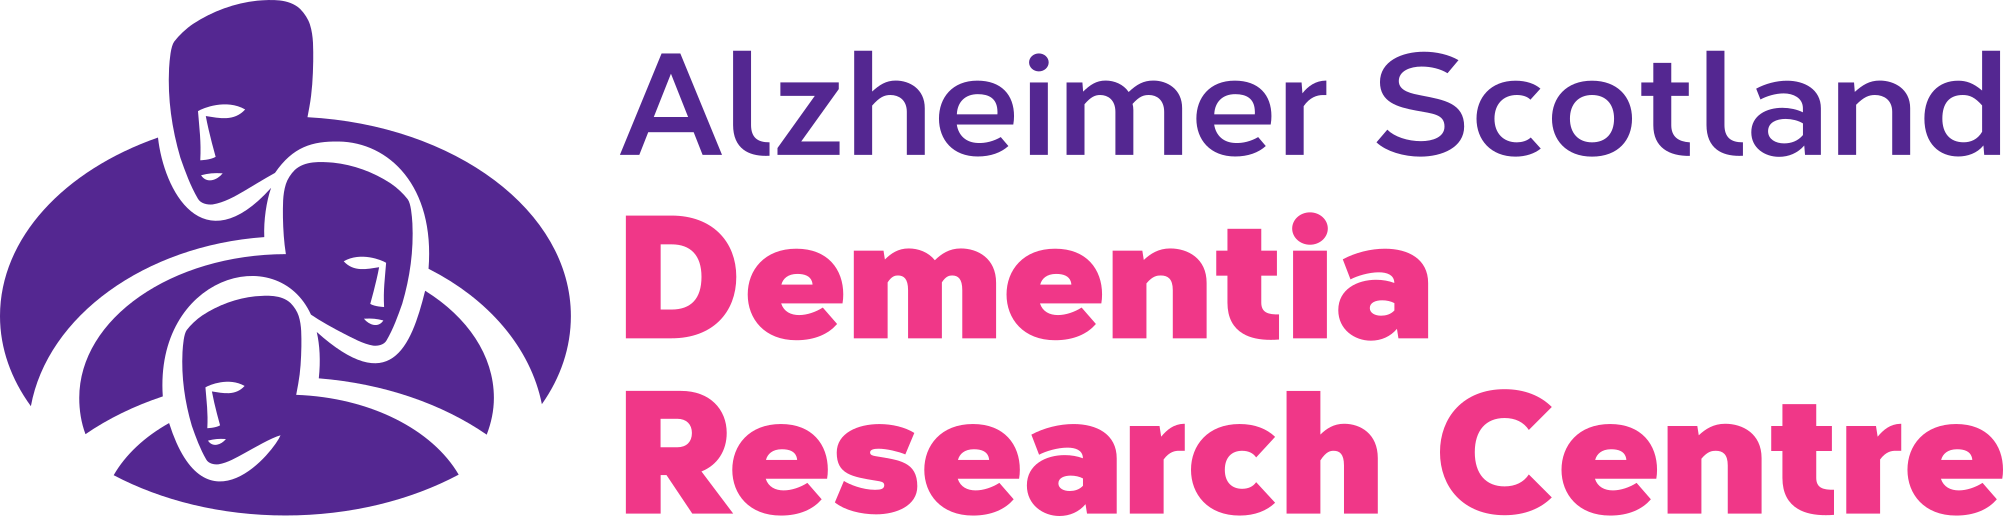 Alzheimer Scotland
Dementia
Research Centre